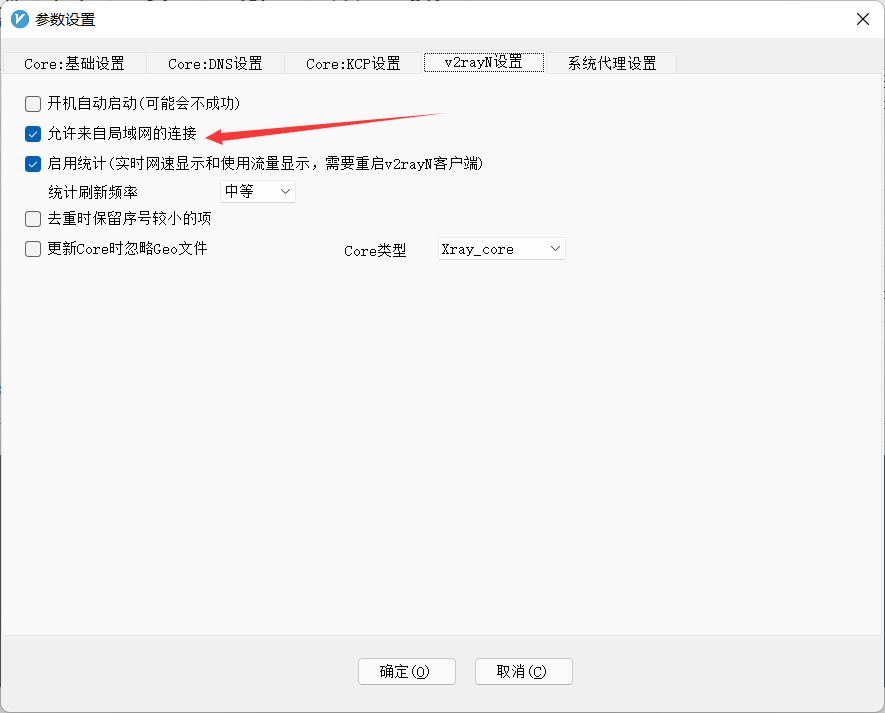 参数设置
Core:基础设置 Core:DNS设置 Core:KCP设置 v2rayN设置 系统代理设置
开机自动启动(可能会不成功)
允许来自局域网的连接
启用统计(实时网速显示和使用流量显示，需要重启v2rayN客户端)
统计刷新频率 中等
去重时保留序号较小的项
更新Core时忽略Geo文件 Core类型 Xray_core
确定(O) 取消(C)